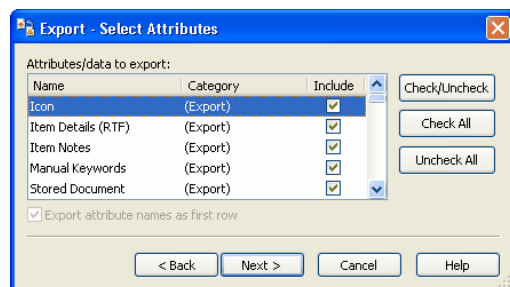 Export - Select Attributes
Attributes/data to export:
Name Category Include
Icon (Export)
Item Details (RTF) (Export)
Item Notes (Export)
Manual Keywords (Export)
Stored Document (Export)
Check/Uncheck
Check All
Uncheck All
Export attribute names as first row
< Back Next > Cancel Help